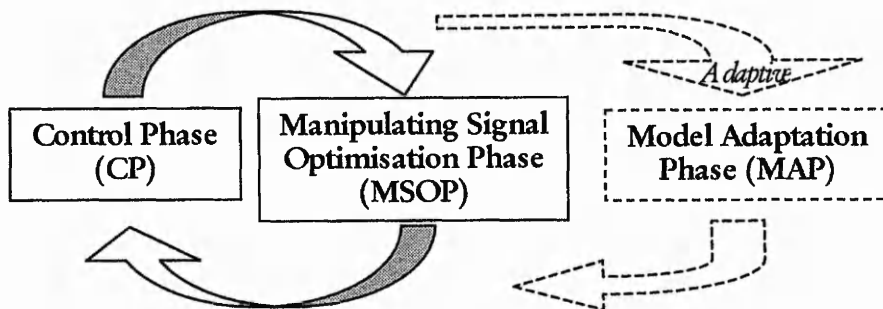 Adaptive
Control Phase
(CP)
Manipulating Signal
Optimisation Phase
(MSOP)
Model Adaptation
Phase (MAP)